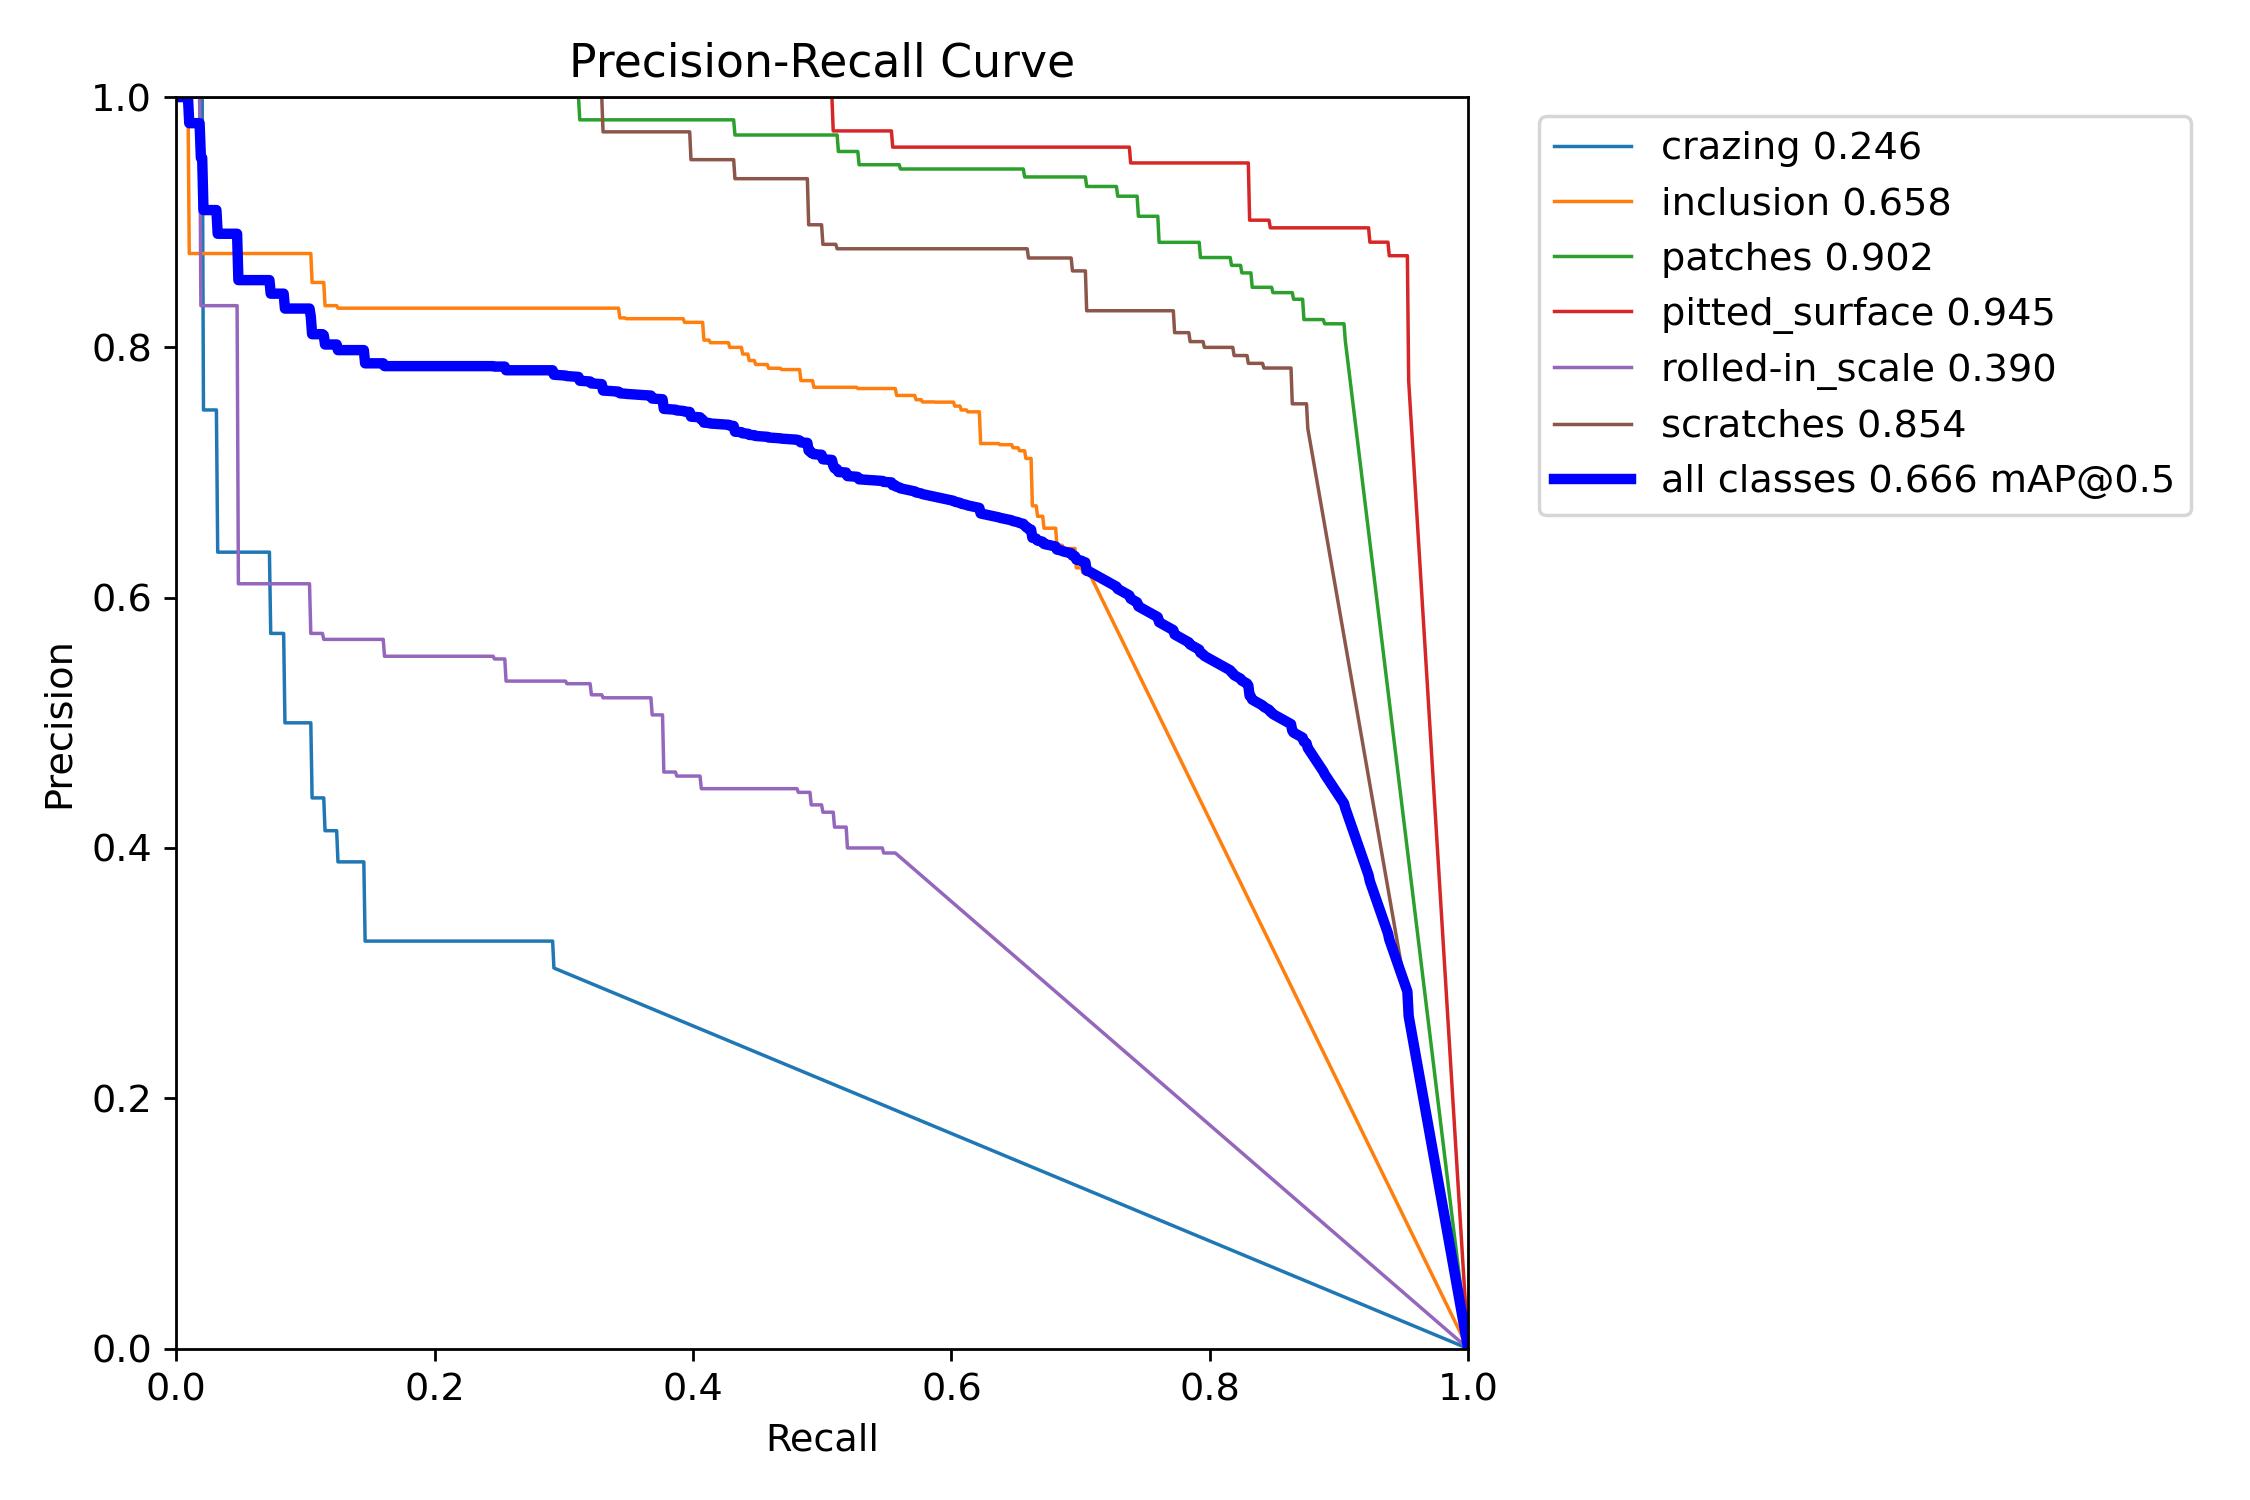 Precision-Recall Curve
crazing 0.246
inclusion 0.658
patches 0.902
pitted_surface 0.945
rolled-in_scale 0.390
scratches 0.854
all classes 0.666 mAP@0.5
Precision
1.0
0.8
0.6
0.4
0.2
0.0
0.0 0.2 0.4 0.6 0.8 1.0
Recall